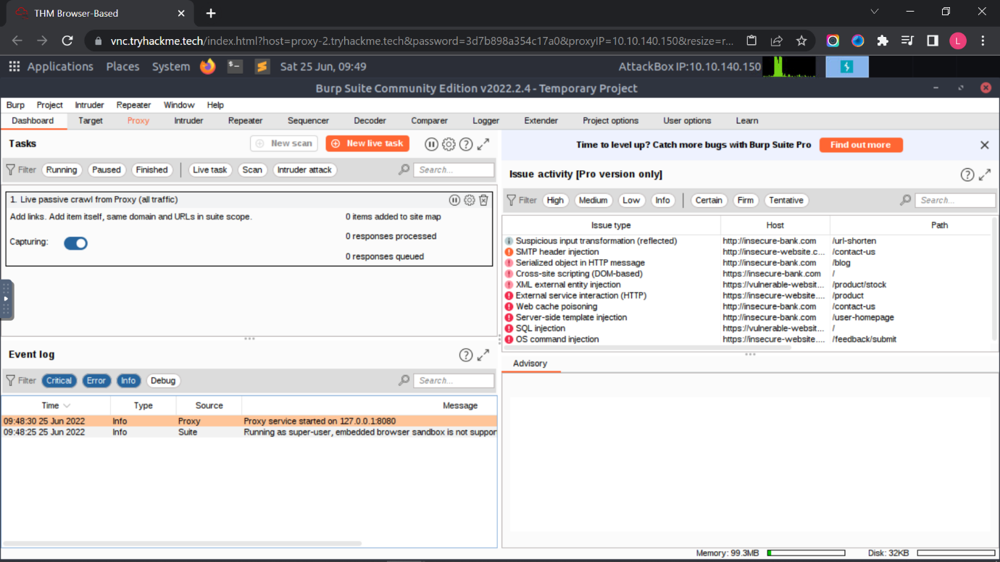 THM Browser-Based
vnc.tryhackme.tech/index.html?host=proxy-2.tryhackme.tech&password=3d7b898a354c17a0&proxyIP=10.10.140.150&resize=r...
L
Applications Places System Sat 25 Jun, 09:49 AttackBox IP:10.10.140.150
Burp Suite Community Edition v2022.2.4 - Temporary Project
Burp Project Intruder Repeater Window Help
Dashboard Target Proxy Intruder Repeater Sequencer Decoder Comparer Logger Extender Project options User options Learn
Tasks New scan New live task
Filter Running Paused Finished Live task Scan Intruder attack Search...
1. Live passive crawl from Proxy (all traffic)
Add links. Add item itself, same domain and URLs in suite scope. 0 items added to site map
0 responses processed
Capturing:
0 responses queued
Event log
Filter Critical Error Info Debug Search...
Time Type Source Message
09:48:30 25 Jun 2022 Info Proxy Proxy service started on 127.0.0.1:8080
09:48:25 25 Jun 2022 Info Suite Running as super-user, embedded browser sandbox is not suppor
Time to level up? Catch more bugs with Burp Suite Pro Find out more
Issue activity [Pro version only]
Filter High Medium Low Info Certain Firm Tentative Search...
Issue type Host Path
Suspicious input transformation (reflected) http://insecure-bank.com /url-shorten
SMTP header injection http://insecure-website.c... /contact-us
Serialized object in HTTP message http://insecure-bank.com /blog
Cross-site scripting (DOM-based) https://insecure-bank.com /
XML external entity injection https://vulnerable-websit... /product/stock
External service interaction (HTTP) https://insecure-website.... /product
Web cache poisoning http://insecure-bank.com /contact-us
Server-side template injection http://insecure-bank.com /user-homepage
SQL injection https://vulnerable-websit... /
OS command injection https://insecure-website.... /feedback/submit
Advisory
Memory: 99.3MB Disk: 32KB